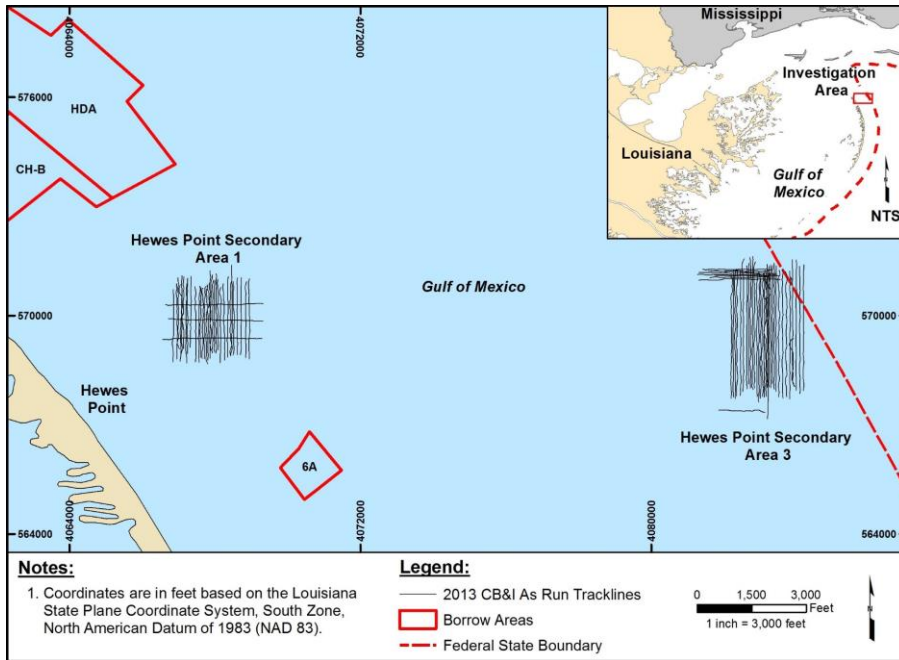 4064000
4072000
576000
HDA
CH-B
Mississippi
Investigation
Area
Louisiana
Gulf of
Mexico
N
NTS
Hewes Point Secondary
Area 1
Gulf of Mexico
570000
570000
Hewes
Point
6A
Hewes Point Secondary
Area 3
564000
564000
4064000
4072000
4080000
Notes:
1. Coordinates are in feet based on the Louisiana
State Plane Coordinate System, South Zone,
North American Datum of 1983 (NAD 83).
Legend:
2013 CB&I As Run Tracklines
Borrow Areas
Federal State Boundary
0 1,500 3,000
Feet
1 inch = 3,000 feet
N